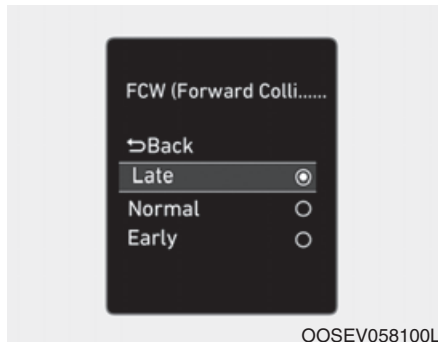 FCW (Forward Colli......
⮌Back
Late
Normal
Early
OOSEV058100L